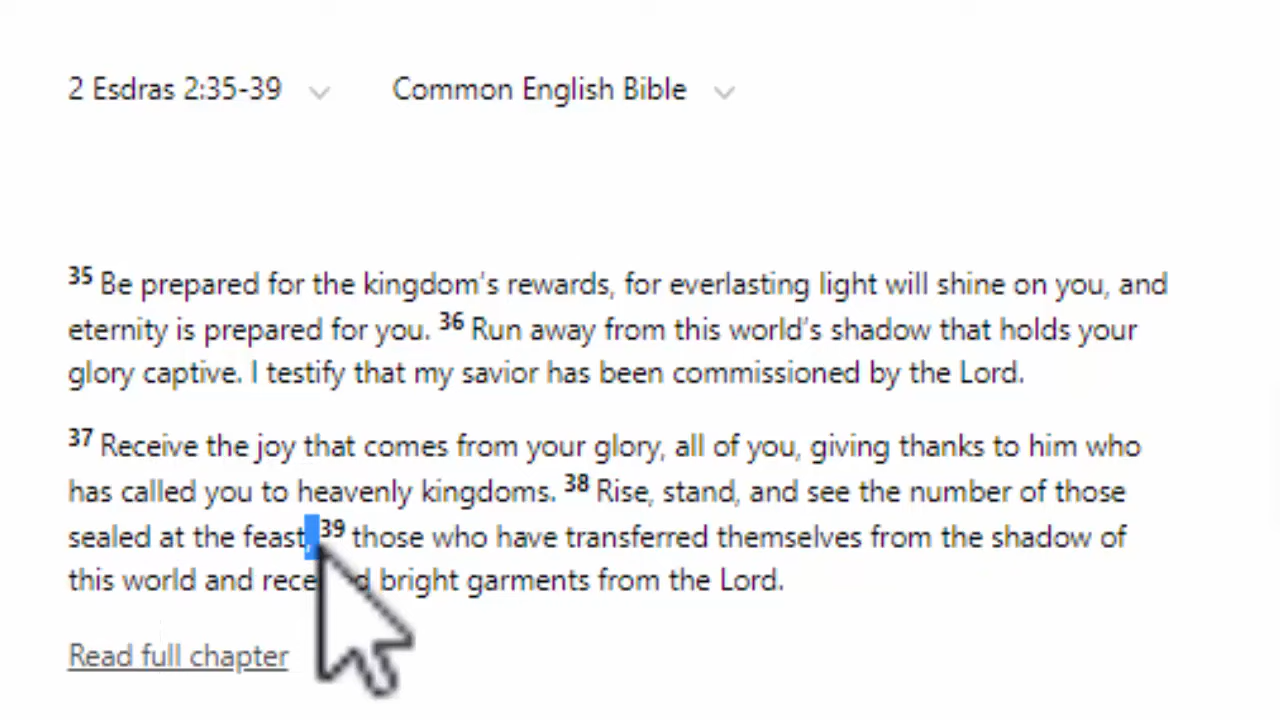 2 Esdras 2:35-39 Common English Bible
35 Be prepared for the kingdom's rewards, for everlasting light will shine on you, and
eternity is prepared for you. 36 Run away from this world's shadow that holds your
glory captive. I testify that my savior has been commissioned by the Lord.
37 Receive the joy that comes from your glory, all of you, giving thanks to him who
has called you to heavenly kingdoms. 38 Rise, stand, and see the number of those
sealed at the feast, 39 those who have transferred themselves from the shadow of
this world and bright garments from the Lord.
Read full chapter